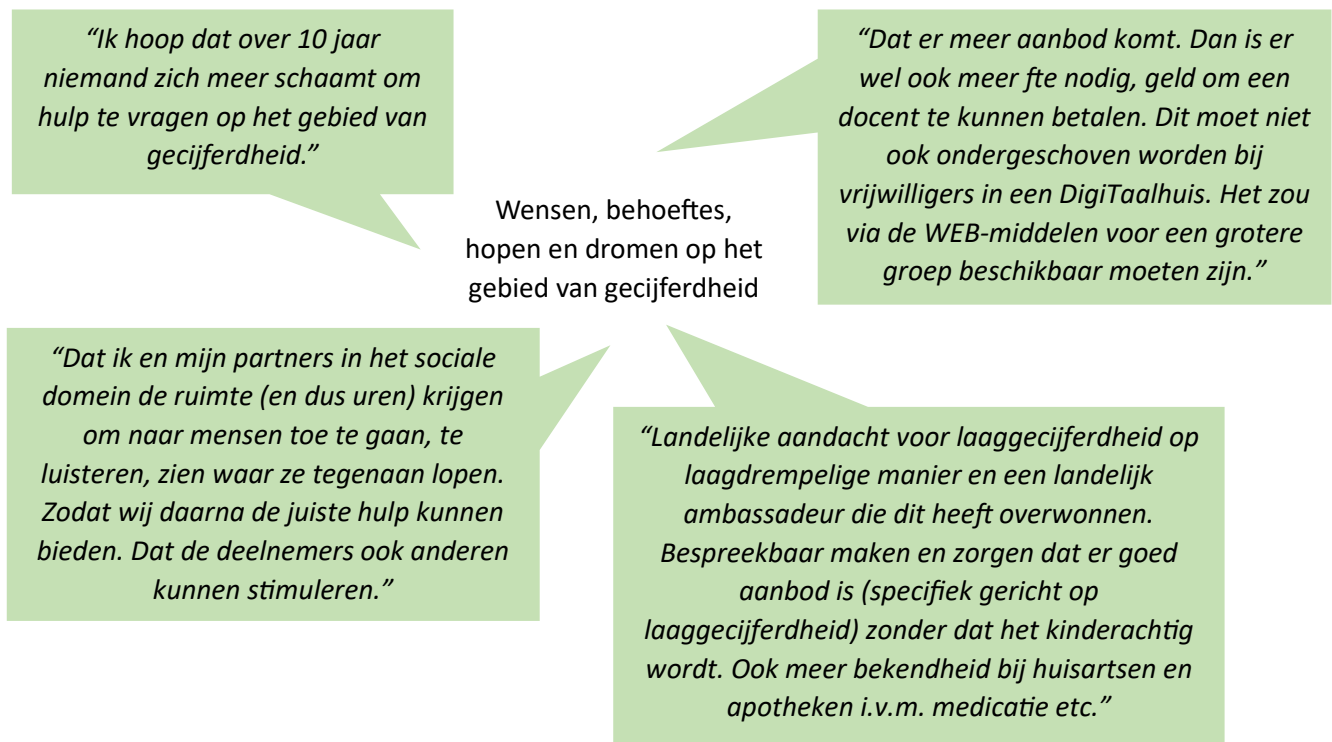 “Ik hoop dat over 10 jaar
niemand zich meer schaamt om
hulp te vragen op het gebied van
gecijferdheid.”
“Dat er meer aanbod komt. Dan is er
wel ook meer fte nodig, geld om een
docent te kunnen betalen. Dit moet niet
ook ondergeschoven worden bij
vrijwilligers in een DigiTaalhuis. Het zou
via de WEB-middelen voor een grotere
groep beschikbaar moeten zijn.”
Wensen, behoeftes,
hopen en dromen op het
gebied van gecijferdheid
“Dat ik en mijn partners in het sociale
domein de ruimte (en dus uren) krijgen
om naar mensen toe te gaan, te
luisteren, zien waar ze tegenaan lopen.
Zodat wij daarna de juiste hulp kunnen
bieden. Dat de deelnemers ook anderen
kunnen stimuleren.”
“Landelijke aandacht voor laaggecijferdheid op
laagdrempelige manier en een landelijk
ambassadeur die dit heeft overwonnen.
Bespreekbaar maken en zorgen dat er goed
aanbod is (specifiek gericht op
laaggecijferdheid) zonder dat het kinderachtig
wordt. Ook meer bekendheid bij huisartsen en
apotheken i.v.m. medicatie etc.”